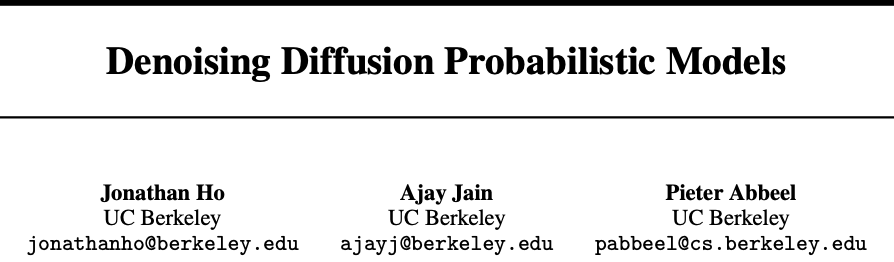 Denoising Diffusion Probabilistic Models
Jonathan Ho Ajay Jain Pieter Abbeel
UC Berkeley UC Berkeley UC Berkeley
jonathanho@berkeley.edu ajayj@berkeley.edu pabbeel@cs.berkeley.edu